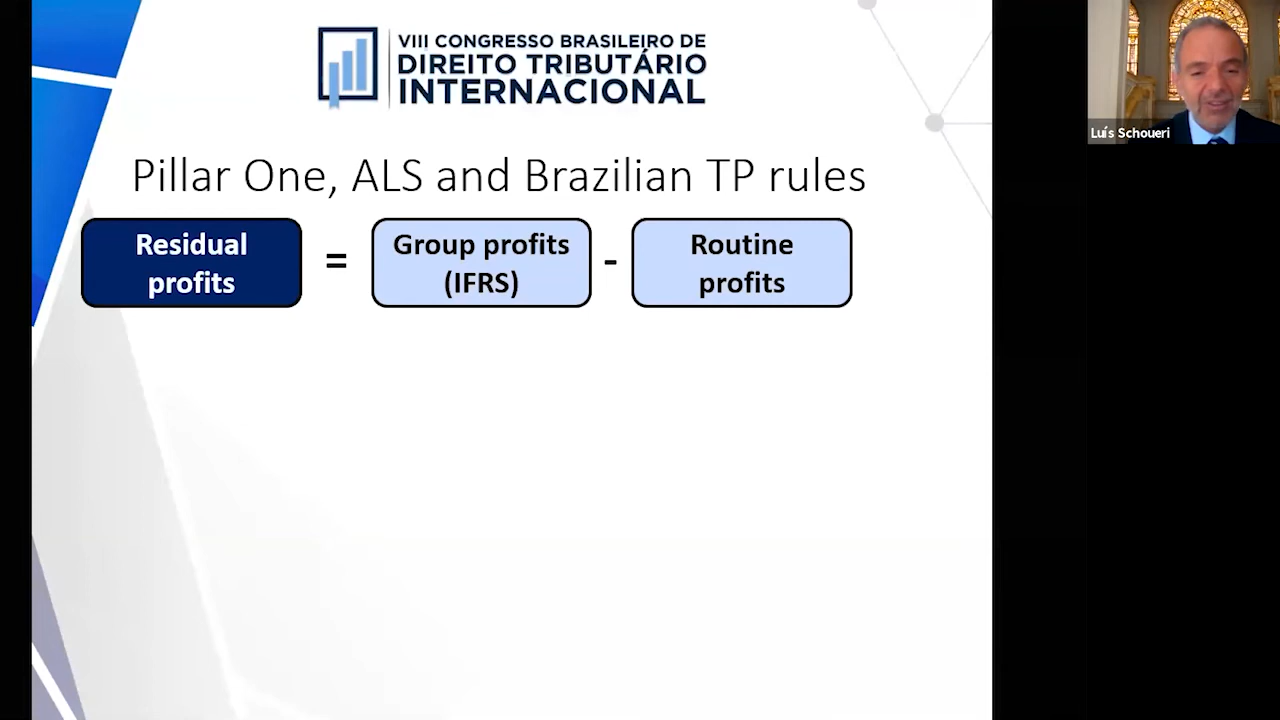 VIII CONGRESSO BRASILEIRO DE
DIREITO TRIBUTÁRIO
INTERNACIONAL
Luís Schoueri
Pillar One, ALS and Brazilian TP rules
Residual
profits
=
Group profits
(IFRS)
-
Routine
profits